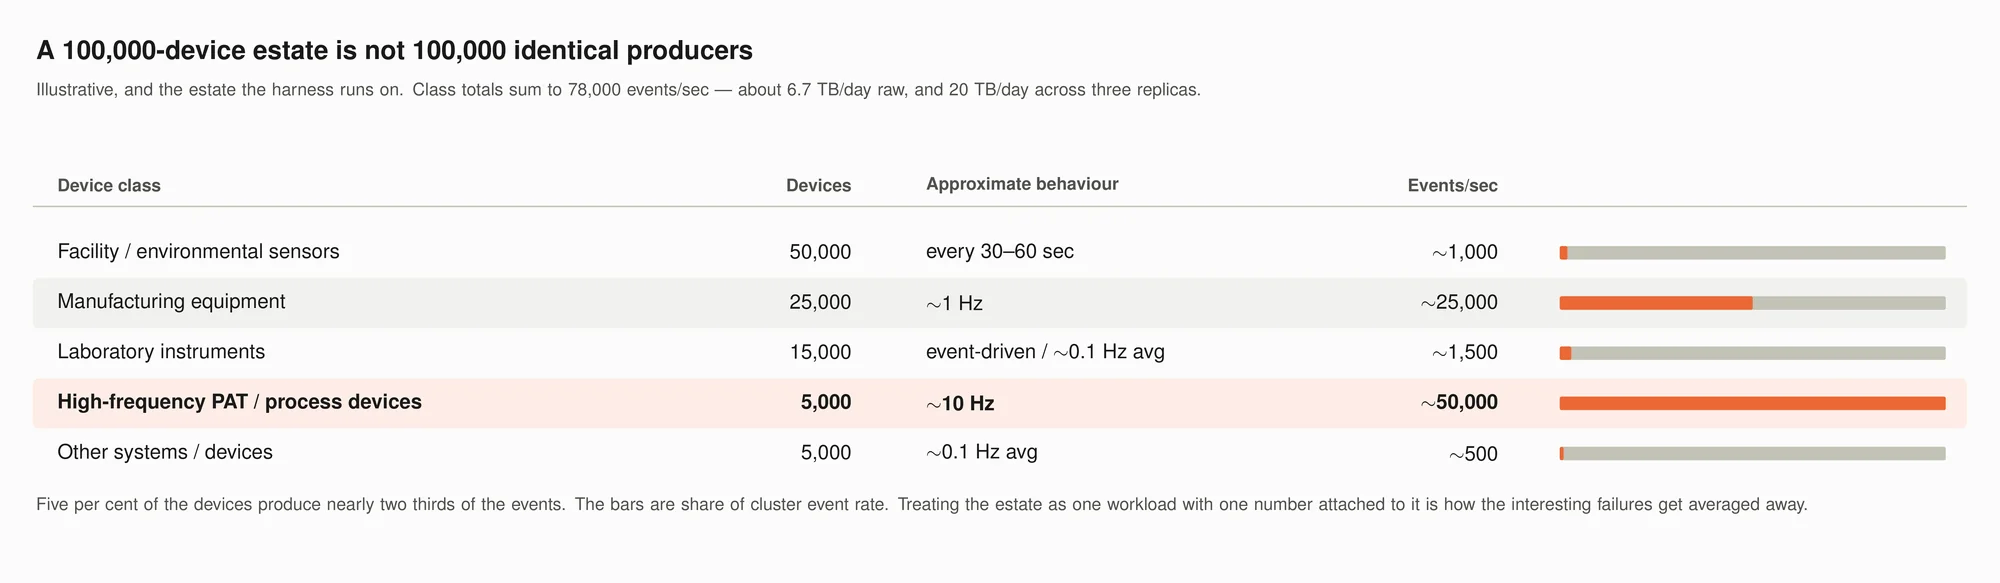 A 100,000-device estate is not 100,000 identical producers
Illustrative, and the estate the harness runs on. Class totals sum to 78,000 events/sec — about 6.7 TB/day raw, and 20 TB/day across three replicas.
Device class Devices Approximate behaviour Events/sec
Facility / environmental sensors 50,000 every 30–60 sec ~1,000
Manufacturing equipment 25,000 ~1 Hz ~25,000
Laboratory instruments 15,000 event-driven / ~0.1 Hz avg ~1,500
High-frequency PAT / process devices 5,000 ~10 Hz ~50,000
Other systems / devices 5,000 ~0.1 Hz avg ~500
Five per cent of the devices produce nearly two thirds of the events. The bars are share of cluster event rate. Treating the estate as one workload with one number attached to it is how the interesting failures get averaged away.